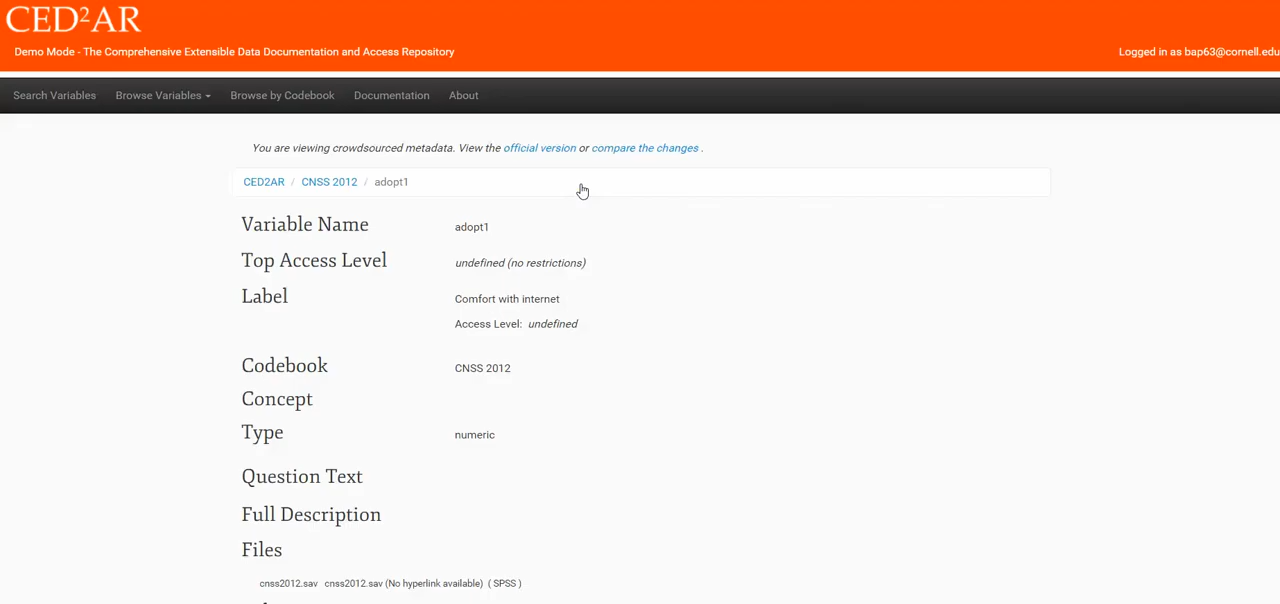 CED²AR
Demo Mode - The Comprehensive Extensible Data Documentation and Access Repository
Logged in as bap63@cornell.edu
Search Variables Browse Variables Browse by Codebook Documentation About
You are viewing crowdsourced metadata. View the official version or compare the changes .
CED2AR / CNSS 2012 / adopt1
Variable Name adopt1
Top Access Level undefined (no restrictions)
Label Comfort with internet
Access Level: undefined
Codebook CNSS 2012
Concept
Type numeric
Question Text
Full Description
Files
cnss2012.sav cnss2012.sav (No hyperlink available) ( SPSS )